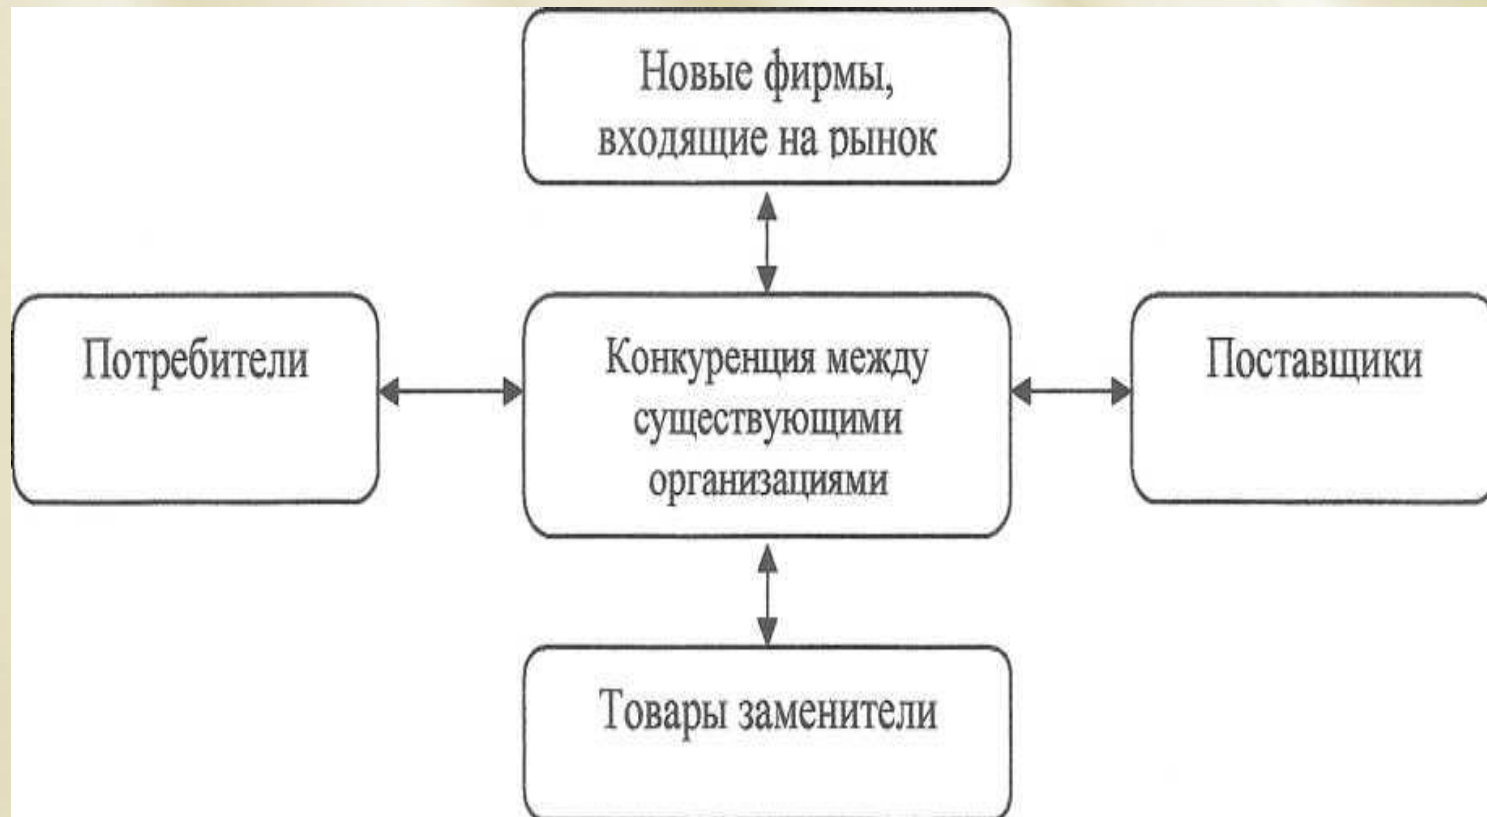 Новые фирмы,
входящие на рынок
Потребители
Конкуренция между
существующими
организациями
Поставщики
Товары заменители